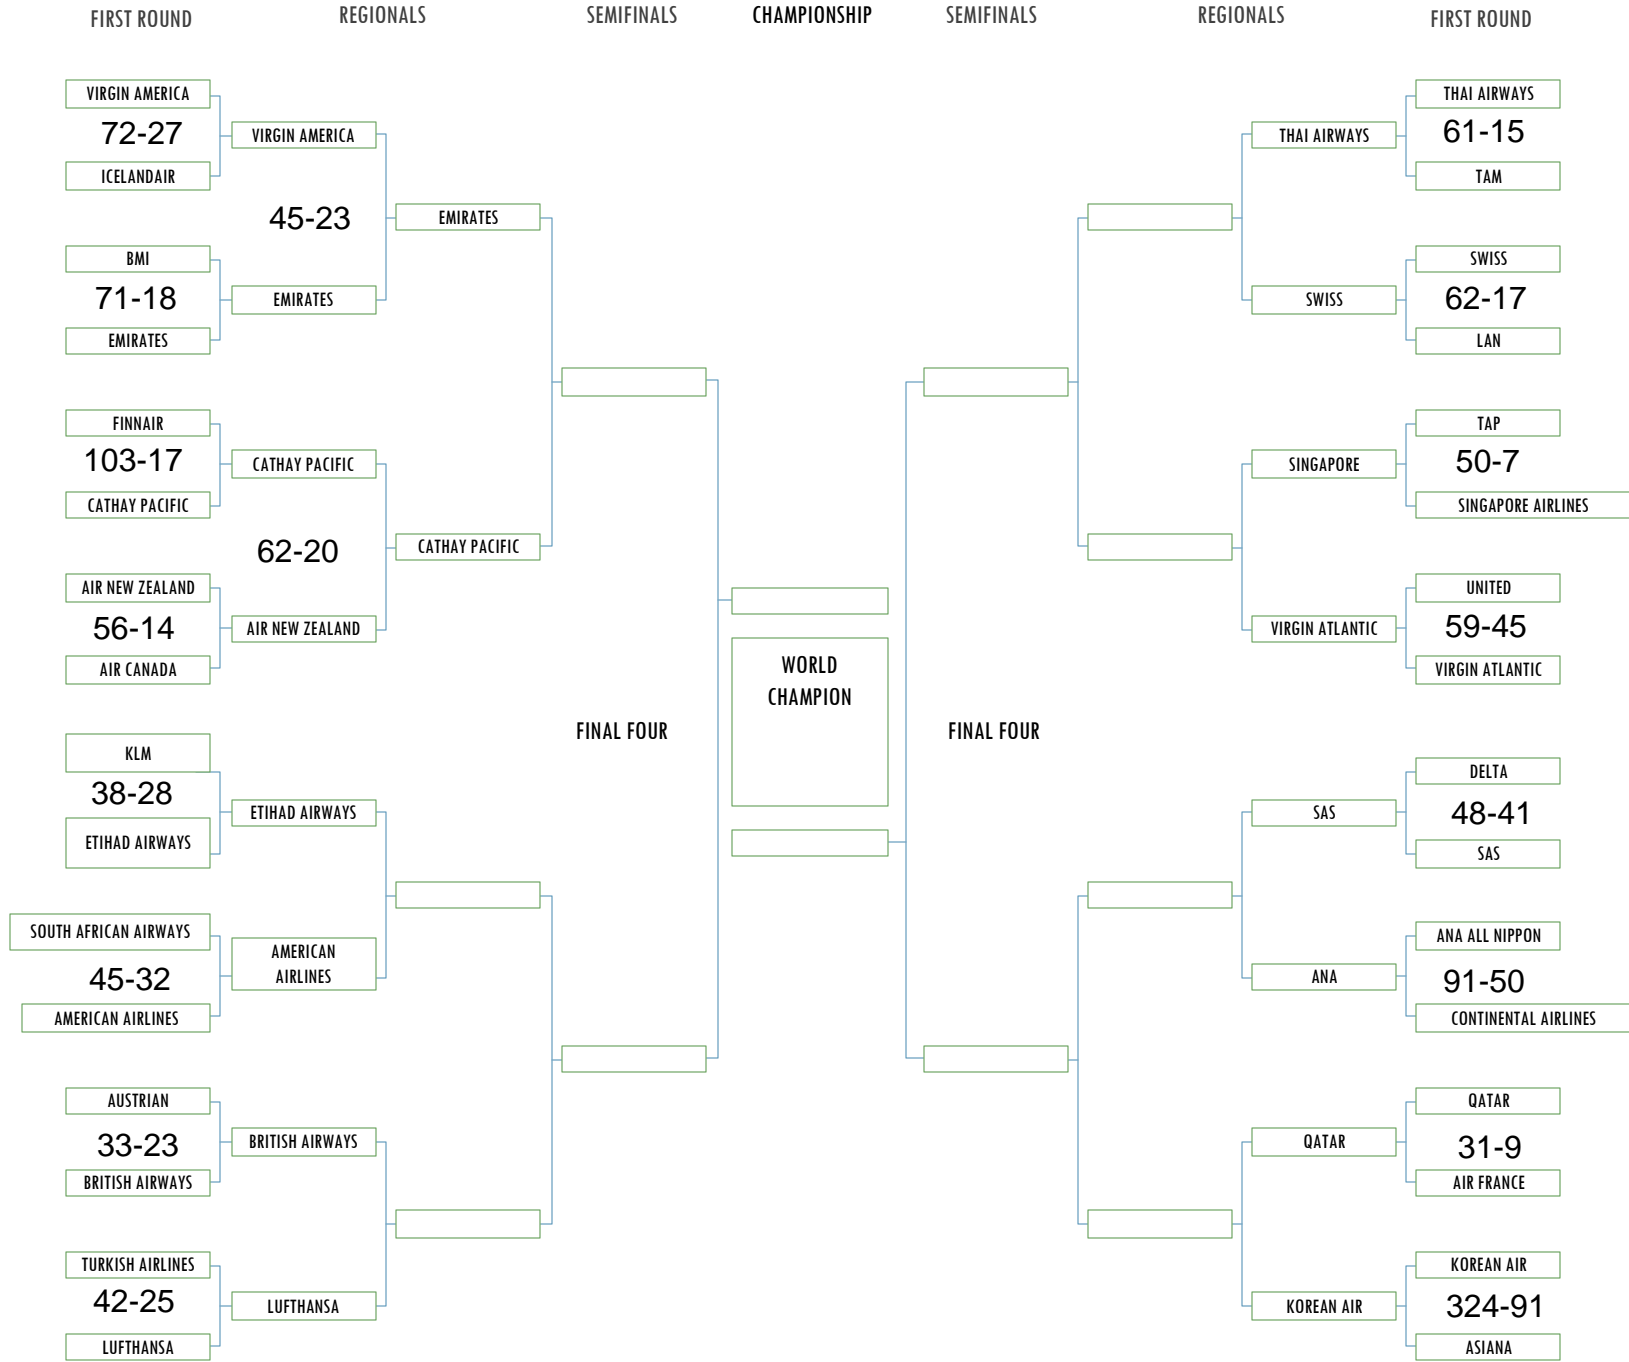 FIRST ROUND
REGIONALS
SEMIFINALS
CHAMPIONSHIP
SEMIFINALS
REGIONALS
FIRST ROUND
VIRGIN AMERICA
72-27
ICELANDAIR
BMI
71-18
EMIRATES
FINNAIR
103-17
CATHAY PACIFIC
AIR NEW ZEALAND
56-14
AIR CANADA
KLM
38-28
ETIHAD AIRWAYS
SOUTH AFRICAN AIRWAYS
45-32
AMERICAN AIRLINES
AUSTRIAN
33-23
BRITISH AIRWAYS
TURKISH AIRLINES
42-25
LUFTHANSA
VIRGIN AMERICA
45-23
EMIRATES
CATHAY PACIFIC
62-20
AIR NEW ZEALAND
ETIHAD AIRWAYS
AMERICAN
AIRLINES
BRITISH AIRWAYS
LUFTHANSA
EMIRATES
CATHAY PACIFIC
FINAL FOUR
WORLD
CHAMPION
FINAL FOUR
THAI AIRWAYS
SWISS
SINGAPORE
VIRGIN ATLANTIC
SAS
ANA
QATAR
KOREAN AIR
THAI AIRWAYS
61-15
TAM
SWISS
62-17
LAN
TAP
50-7
SINGAPORE AIRLINES
UNITED
59-45
VIRGIN ATLANTIC
DELTA
48-41
SAS
ANA ALL NIPPON
91-50
CONTINENTAL AIRLINES
QATAR
31-9
AIR FRANCE
KOREAN AIR
324-91
ASIANA